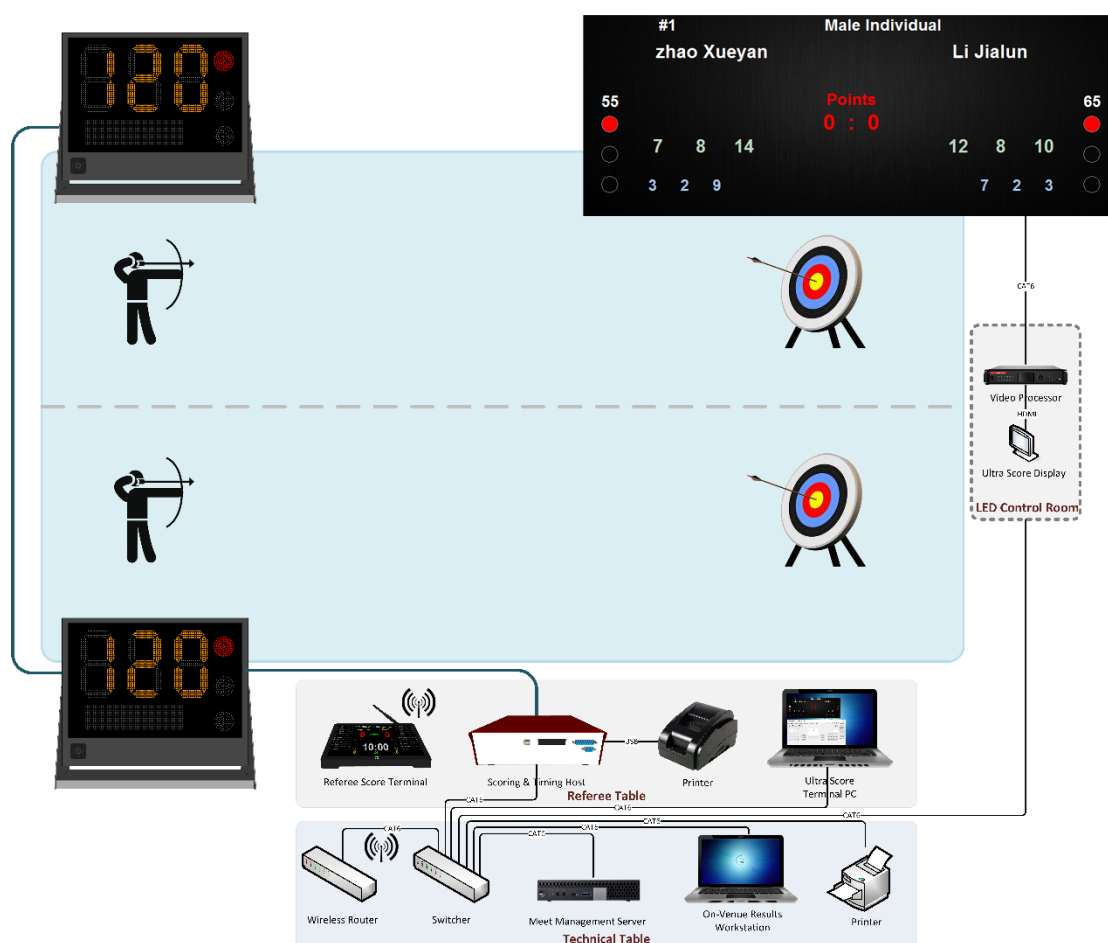 120
#1 Male Individual
zhao Xueyan Li Jialun
Points
55 0 : 0 65
7 8 14 12 8 10
3 2 9 7 2 3
CAT6
Video Processor
HDMI
Ultra Score Display
LED Control Room
120
10:00
USB
Referee Score Terminal
Scoring & Timing Host
Printer
Ultra Score
Terminal PC
Referee Table
CAT6
CAT6
CAT6
CAT6
CAT6
CAT6
CAT6
Wireless Router
Switcher
Meet Management Server
On-Venue Results
Workstation
Printer
Technical Table